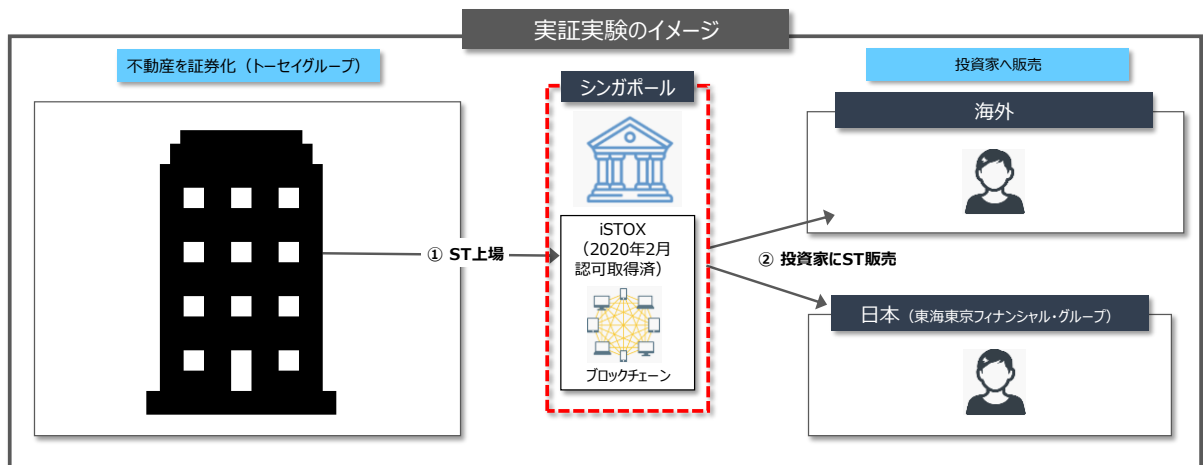 実証実験のイメージ
不動産を証券化（トーセイグループ）
シンガポール
投資家へ販売
海外
iSTOX
（2020年2月
認可取得済）
① ST上場
② 投資家にST販売
日本（東海東京フィナンシャル・グループ）
ブロックチェーン